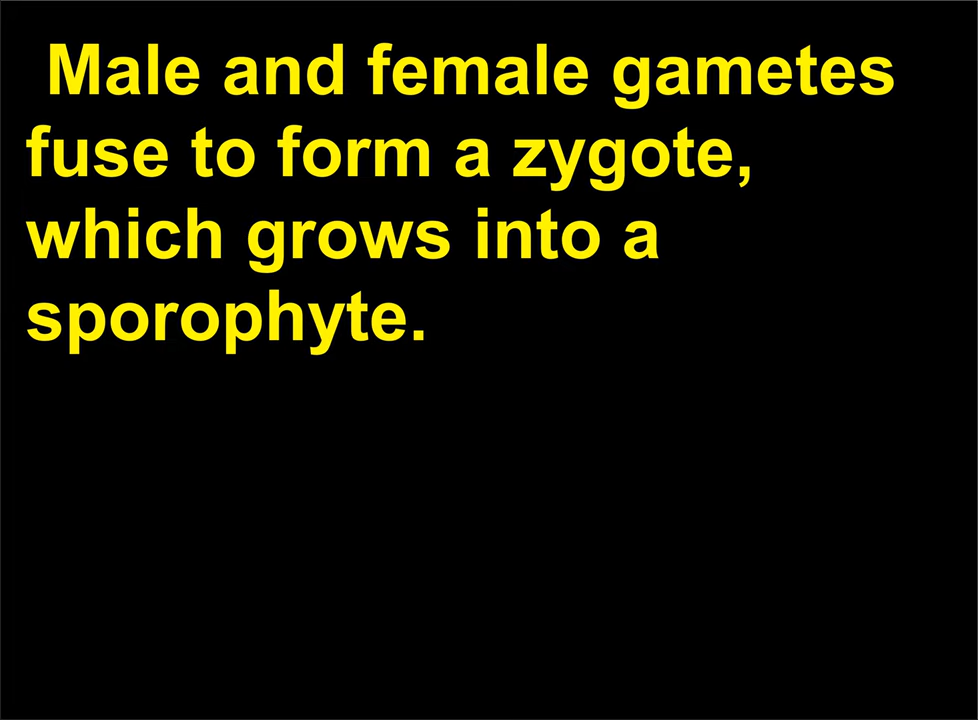 Male and female gametes
fuse to form a zygote,
which grows into a
sporophyte.